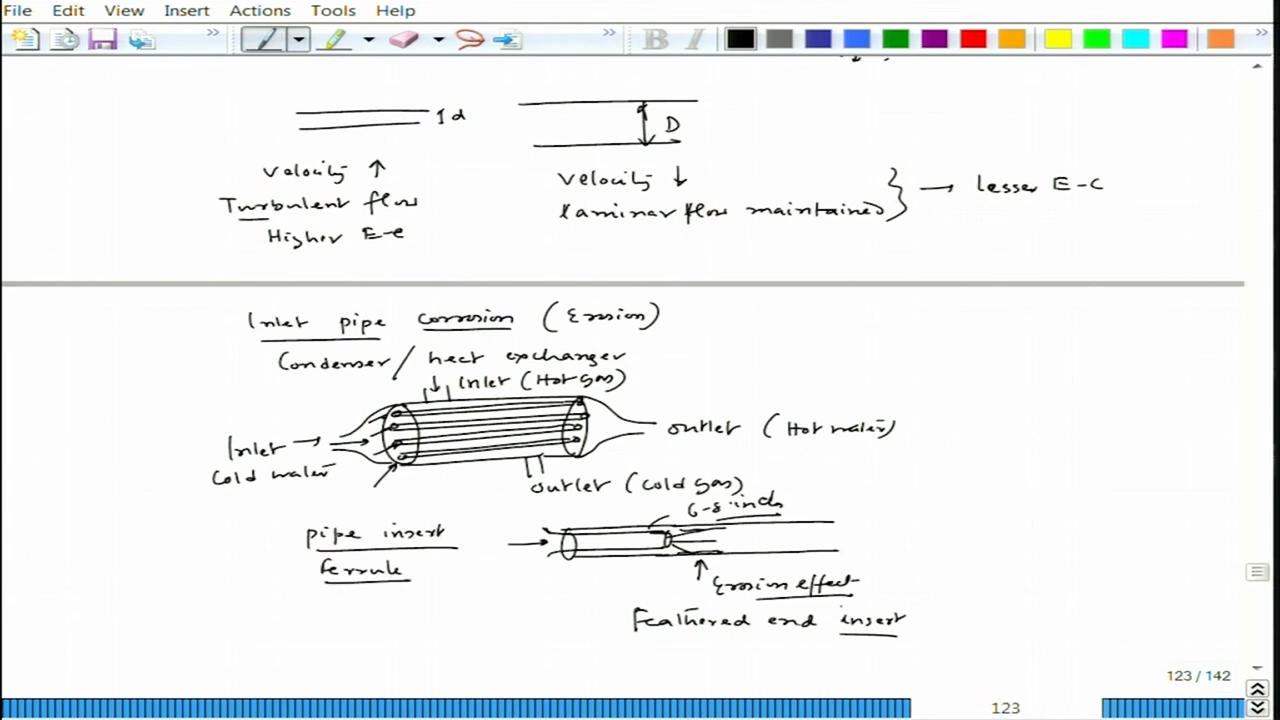 File Edit View Insert Actions Tools Help
B I
d
D
Velocity ↑
Turbulent flow
Higher E-C
Velocity ↓
Laminar flow maintained
→ lesser E-C
Inlet pipe corrosion (Erosion)
Condenser / heat exchanger
Inlet (Hot gas)
Inlet →
Cold water
outlet (Hot water)
outlet (cold gas)
6-8 inch
pipe insert
ferrule
Erosion effect
Feathered end insert
123 / 142
123